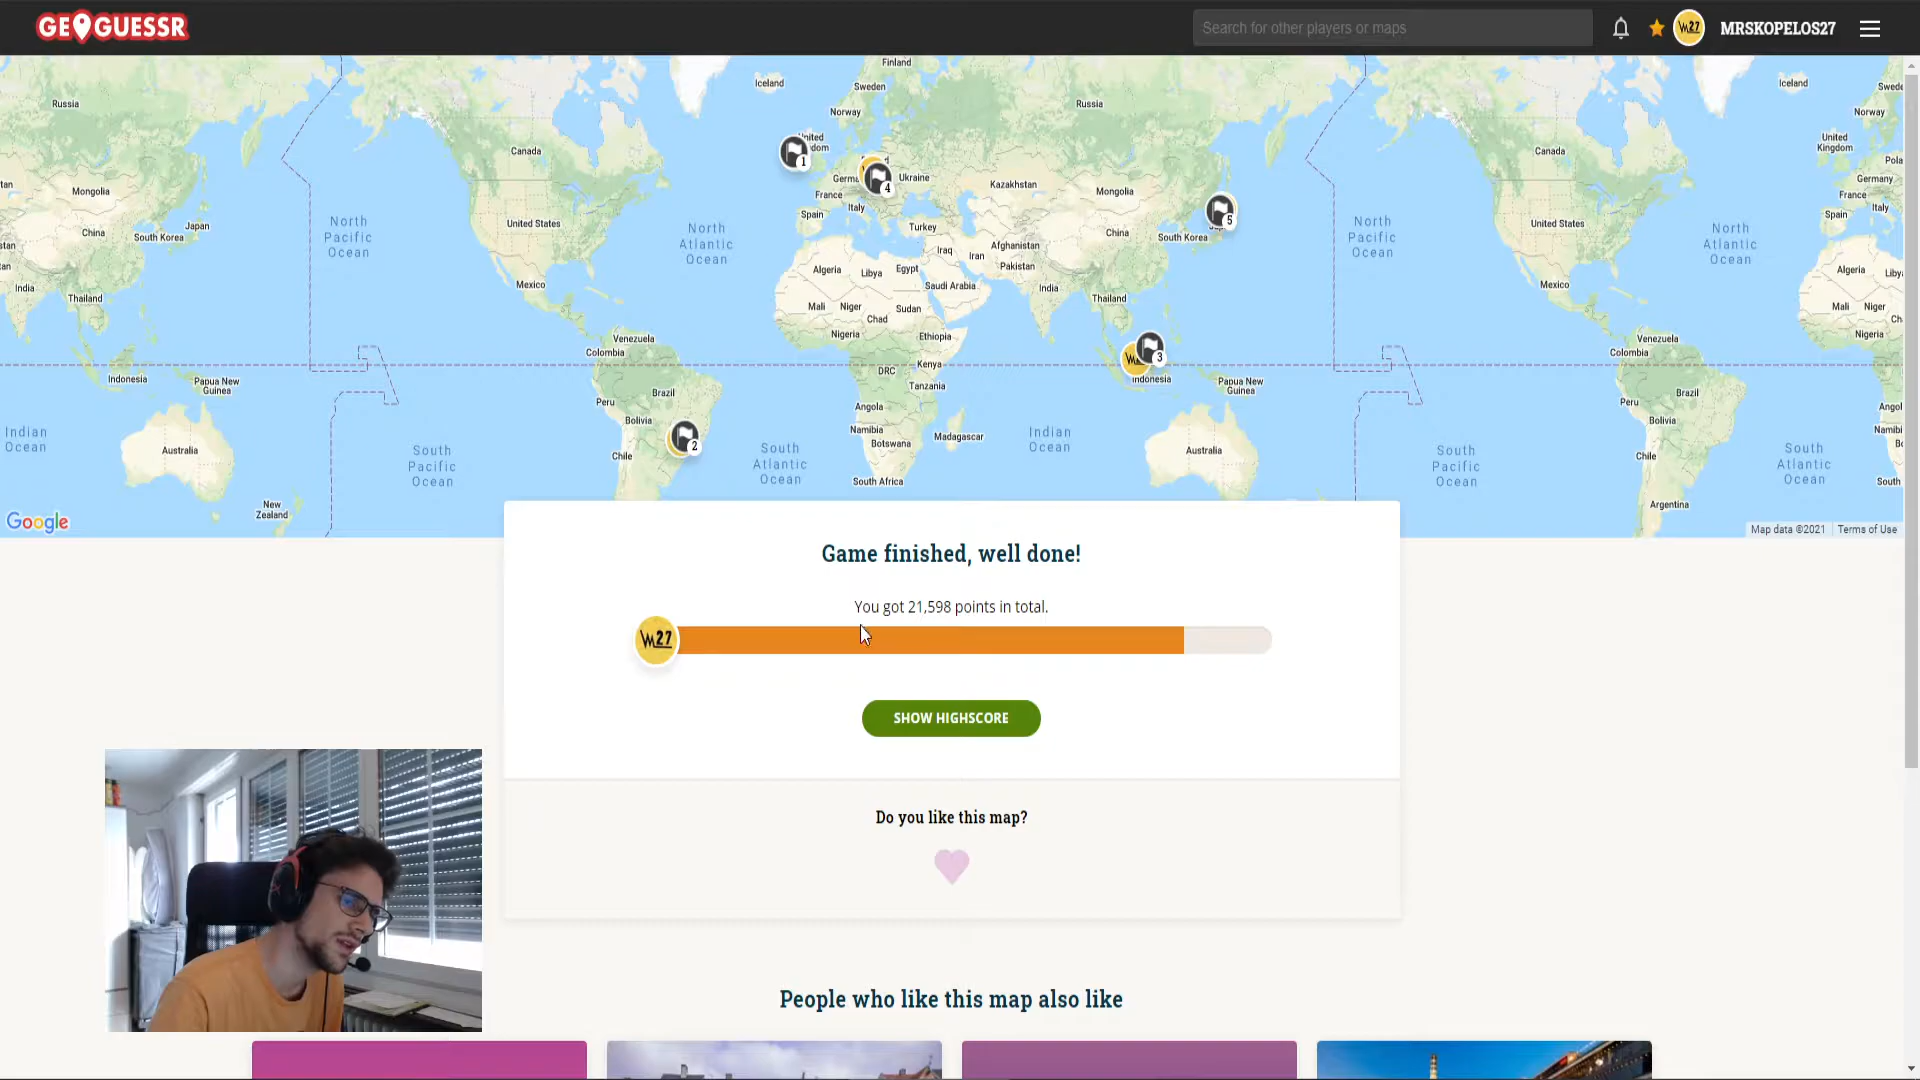 GEOGUESSR
Search for other players or maps
MRSKOPELOS27
Finland
Iceland
Sweden
Russia
Norway
United
Kingdom
Canada
Germany
Ukraine
France
Kazakhstan
Mongolia
Italy
Spain
Turkey
United States
China
Japan
South Korea
North
Pacific
Ocean
North
Atlantic
Ocean
Iraq
Iran
Afghanistan
Pakistan
Algeria
Libya
Egypt
Saudi Arabia
India
Thailand
Mexico
Mali
Niger
Chad
Sudan
Nigeria
Ethiopia
Venezuela
Colombia
DRC
Kenya
Tanzania
Indonesia
Papua New
Guinea
Peru
Brazil
Bolivia
Angola
Namibia
Botswana
Madagascar
Indian
Ocean
Australia
Chile
South
Pacific
Ocean
South
Atlantic
Ocean
South Africa
New
Zealand
Argentina
1
2
3
4
5
Google
Map data ©2021
Terms of Use
Game finished, well done!
You got 21,598 points in total.
M27
SHOW HIGHSCORE
Do you like this map?
People who like this map also like